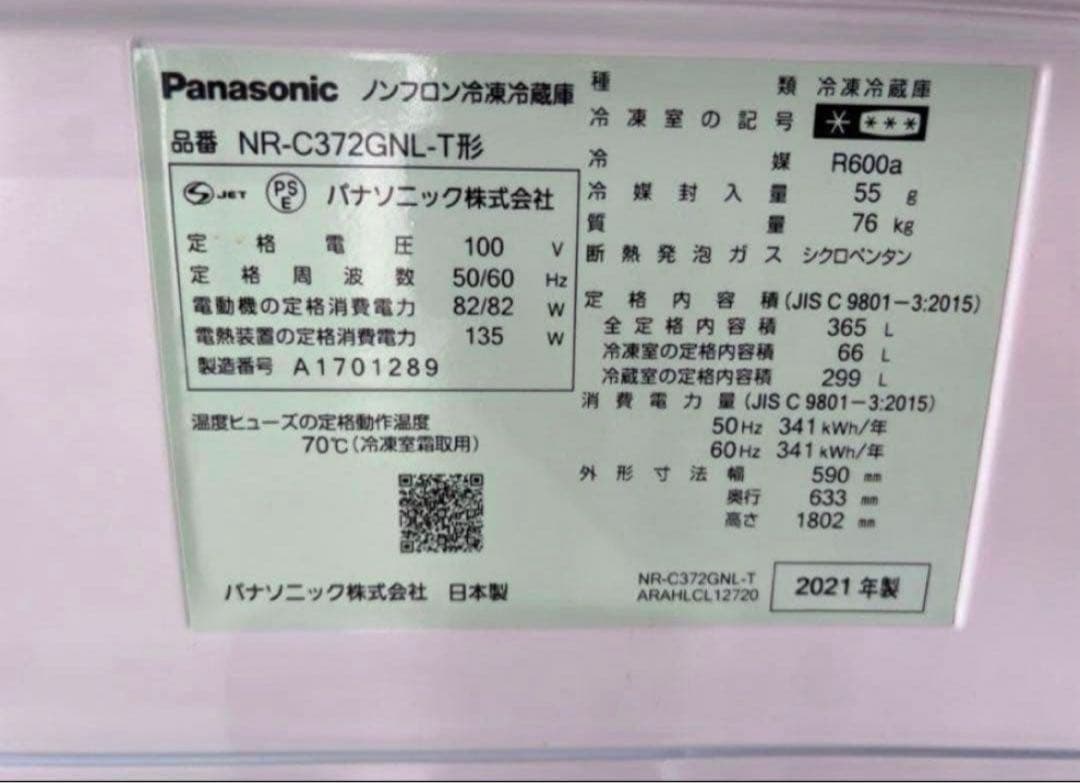 Panasonic ノンフロン冷凍冷蔵庫
品番 NR-C372GNL-T形
JET PS E パナソニック株式会社
定格電圧 100 V
定格周波数 50/60 Hz
電動機の定格消費電力 82/82 W
電熱装置の定格消費電力 135 W
製造番号 A1701289
温度ヒューズの定格動作温度
70℃(冷凍室霜取用)
パナソニック株式会社 日本製
種類 冷凍冷蔵庫
冷凍室の記号 * ***
冷媒 R600a
冷媒封入量 55 g
質量 76 kg
断熱発泡ガス シクロペンタン
定格内容積(JIS C 9801-3:2015)
全定格内容積 365 L
冷凍室の定格内容積 66 L
冷蔵室の定格内容積 299 L
消費電力量(JIS C 9801-3:2015)
50Hz 341 kWh/年
60Hz 341 kWh/年
外形寸法 幅 590 mm
奥行 633 mm
高さ 1802 mm
NR-C372GNL-T
ARAHLCL12720
2021年製